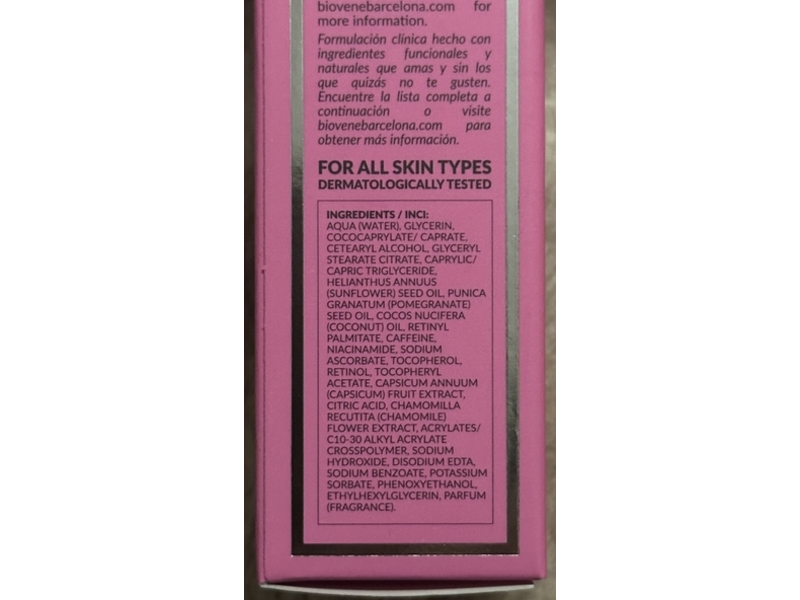 biovenebarcelona.com for
more information.
Formulación clínica hecho con
ingredientes funcionales y
naturales que amas y sin los
que quizás no te gusten.
Encuentre la lista completa a
continuación o visite
biovenebarcelona.com para
obtener más información.
FOR ALL SKIN TYPES
DERMATOLOGICALLY TESTED
INGREDIENTS / INCI:
AQUA (WATER), GLYCERIN,
COCOCAPRYLATE/ CAPRATE,
CETEARYL ALCOHOL, GLYCERYL
STEARATE CITRATE, CAPRYLIC/
CAPRIC TRIGLYCERIDE,
HELIANTHUS ANNUUS
(SUNFLOWER) SEED OIL, PUNICA
GRANATUM (POMEGRANATE)
SEED OIL, COCOS NUCIFERA
(COCONUT) OIL, RETINYL
PALMITATE, CAFFEINE,
NIACINAMIDE, SODIUM
ASCORBATE, TOCOPHEROL,
RETINOL, TOCOPHERYL
ACETATE, CAPSICUM ANNUUM
(CAPSICUM) FRUIT EXTRACT,
CITRIC ACID, CHAMOMILLA
RECUTITA (CHAMOMILE)
FLOWER EXTRACT, ACRYLATES/
C10-30 ALKYL ACRYLATE
CROSSPOLYMER, SODIUM
HYDROXIDE, DISODIUM EDTA,
SODIUM BENZOATE, POTASSIUM
SORBATE, PHENOXYETHANOL,
ETHYLHEXYLGLYCERIN, PARFUM
(FRAGRANCE).